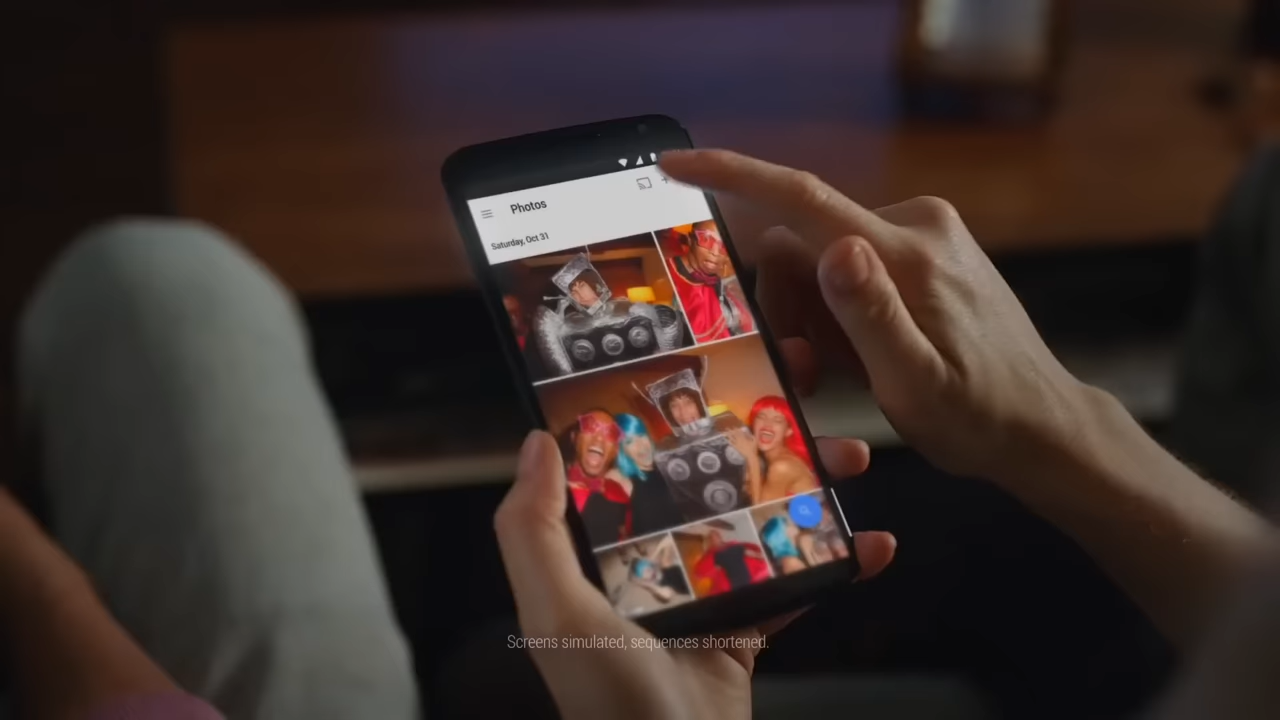 Photos
Saturday, Oct 31
Screens simulated, sequences shortened.